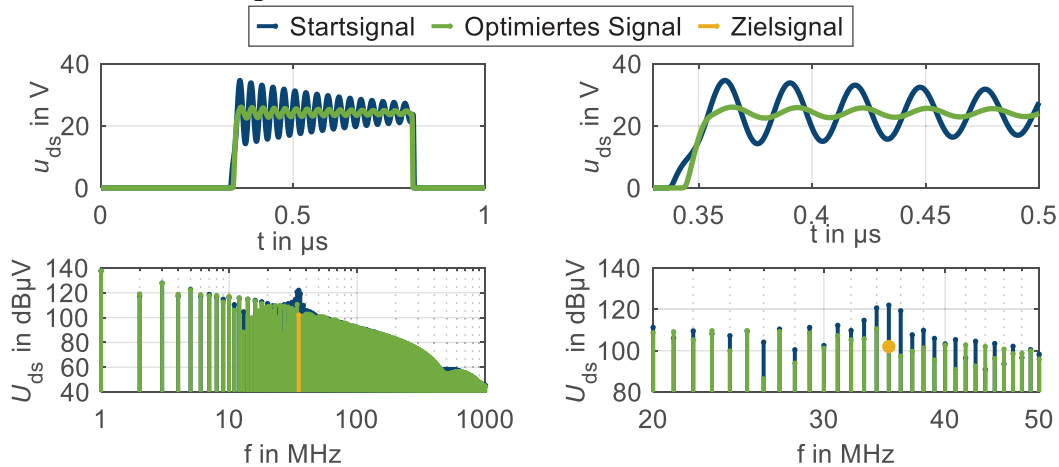 Startsignal Optimiertes Signal Zielsignal
40
20
0
u_ds in V
0 0.5 1
t in µs
40
20
0
u_ds in V
0.35 0.4 0.45 0.5
t in µs
140
120
100
80
60
40
U_ds in dBµV
1 10 100 1000
f in MHz
140
120
100
80
U_ds in dBµV
20 30 40 50
f in MHz